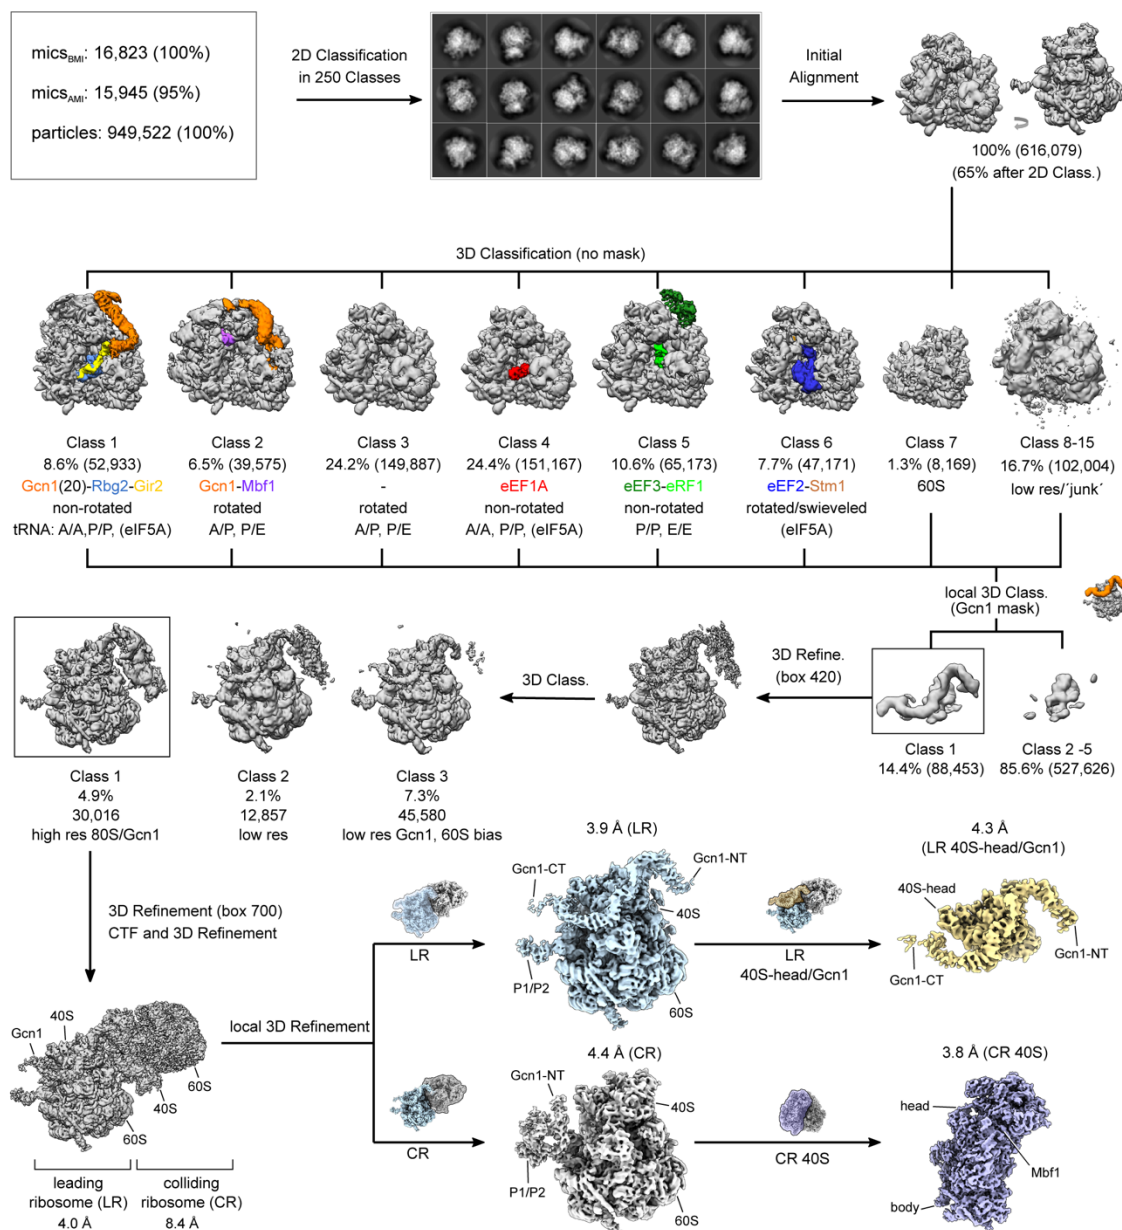 mics_BMI: 16,823 (100%)
mics_AMI: 15,945 (95%)
particles: 949,522 (100%)
2D Classification
in 250 Classes
Initial
Alignment
100% (616,079)
(65% after 2D Class.)
3D Classification (no mask)
Class 1
8.6% (52,933)
Gcn1(20)-Rbg2-Gir2
non-rotated
tRNA: A/A,P/P, (eIF5A)
Class 2
6.5% (39,575)
Gcn1-Mbf1
rotated
A/P, P/E
Class 3
24.2% (149,887)
-
rotated
A/P, P/E
Class 4
24.4% (151,167)
eEF1A
non-rotated
A/A, P/P, (eIF5A)
Class 5
10.6% (65,173)
eEF3-eRF1
non-rotated
P/P, E/E
Class 6
7.7% (47,171)
eEF2-Stm1
rotated/swieveled
(eIF5A)
Class 7
1.3% (8,169)
60S
Class 8-15
16.7% (102,004)
low res/´junk´
local 3D Class.
(Gcn1 mask)
Class 1
14.4% (88,453)
Class 2 -5
85.6% (527,626)
3D Refine.
(box 420)
3D Class.
Class 1
4.9%
30,016
high res 80S/Gcn1
Class 2
2.1%
12,857
low res
Class 3
7.3%
45,580
low res Gcn1, 60S bias
3D Refinement (box 700)
CTF and 3D Refinement
Gcn1
40S
60S
40S
60S
leading
ribosome (LR)
4.0 Å
colliding
ribosome (CR)
8.4 Å
local 3D Refinement
LR
3.9 Å (LR)
Gcn1-CT
Gcn1-NT
40S
P1/P2
60S
LR
40S-head/Gcn1
4.3 Å
(LR 40S-head/Gcn1)
40S-head
Gcn1-CT
Gcn1-NT
CR
4.4 Å (CR)
Gcn1-NT
40S
P1/P2
60S
CR 40S
3.8 Å (CR 40S)
head
Mbf1
body